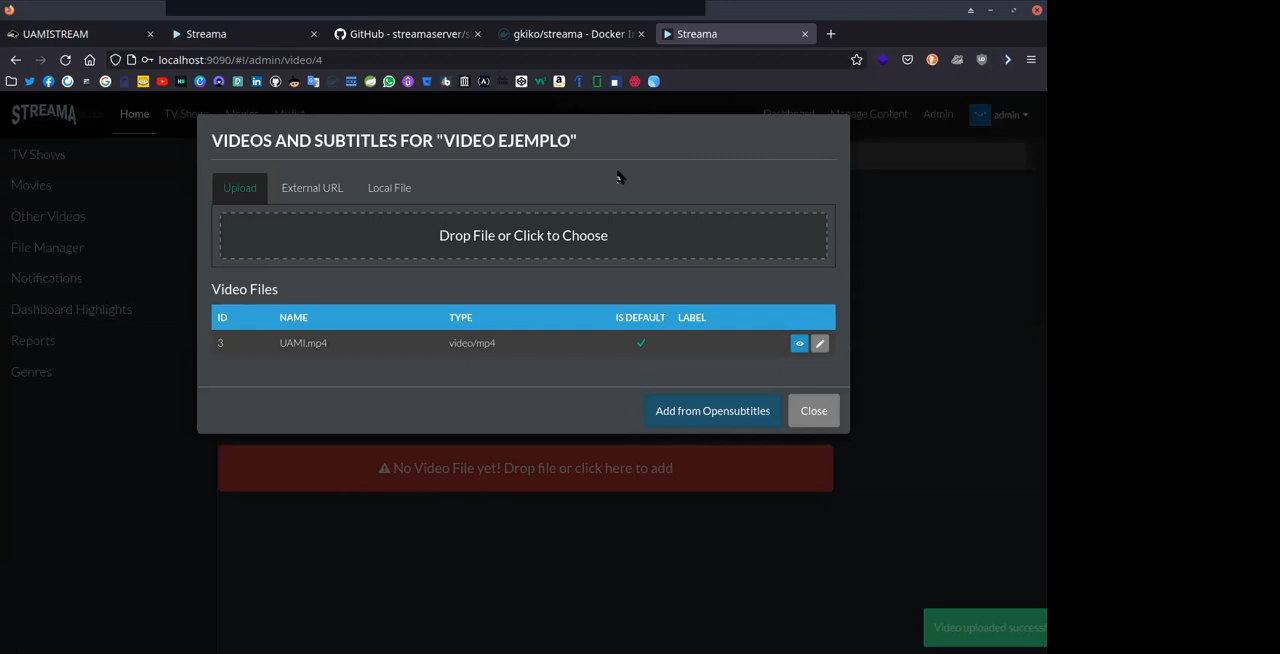 UAMISTREAM
Streama
GitHub - streamaserver/s
gkiko/streama - Docker I
Streama
localhost:9090/#!/admin/video/4
STREAMA
Home
Dashboard
Manage Content
Admin
admin
TV Shows
Movies
Other Videos
File Manager
Notifications
Dashboard Highlights
Reports
Genres
VIDEOS AND SUBTITLES FOR "VIDEO EJEMPLO"
Upload External URL Local File
Drop File or Click to Choose
Video Files
ID NAME TYPE IS DEFAULT LABEL
3 UAMI.mp4 video/mp4
Add from Opensubtitles Close
No Video File yet! Drop file or click here to add
Video uploaded success